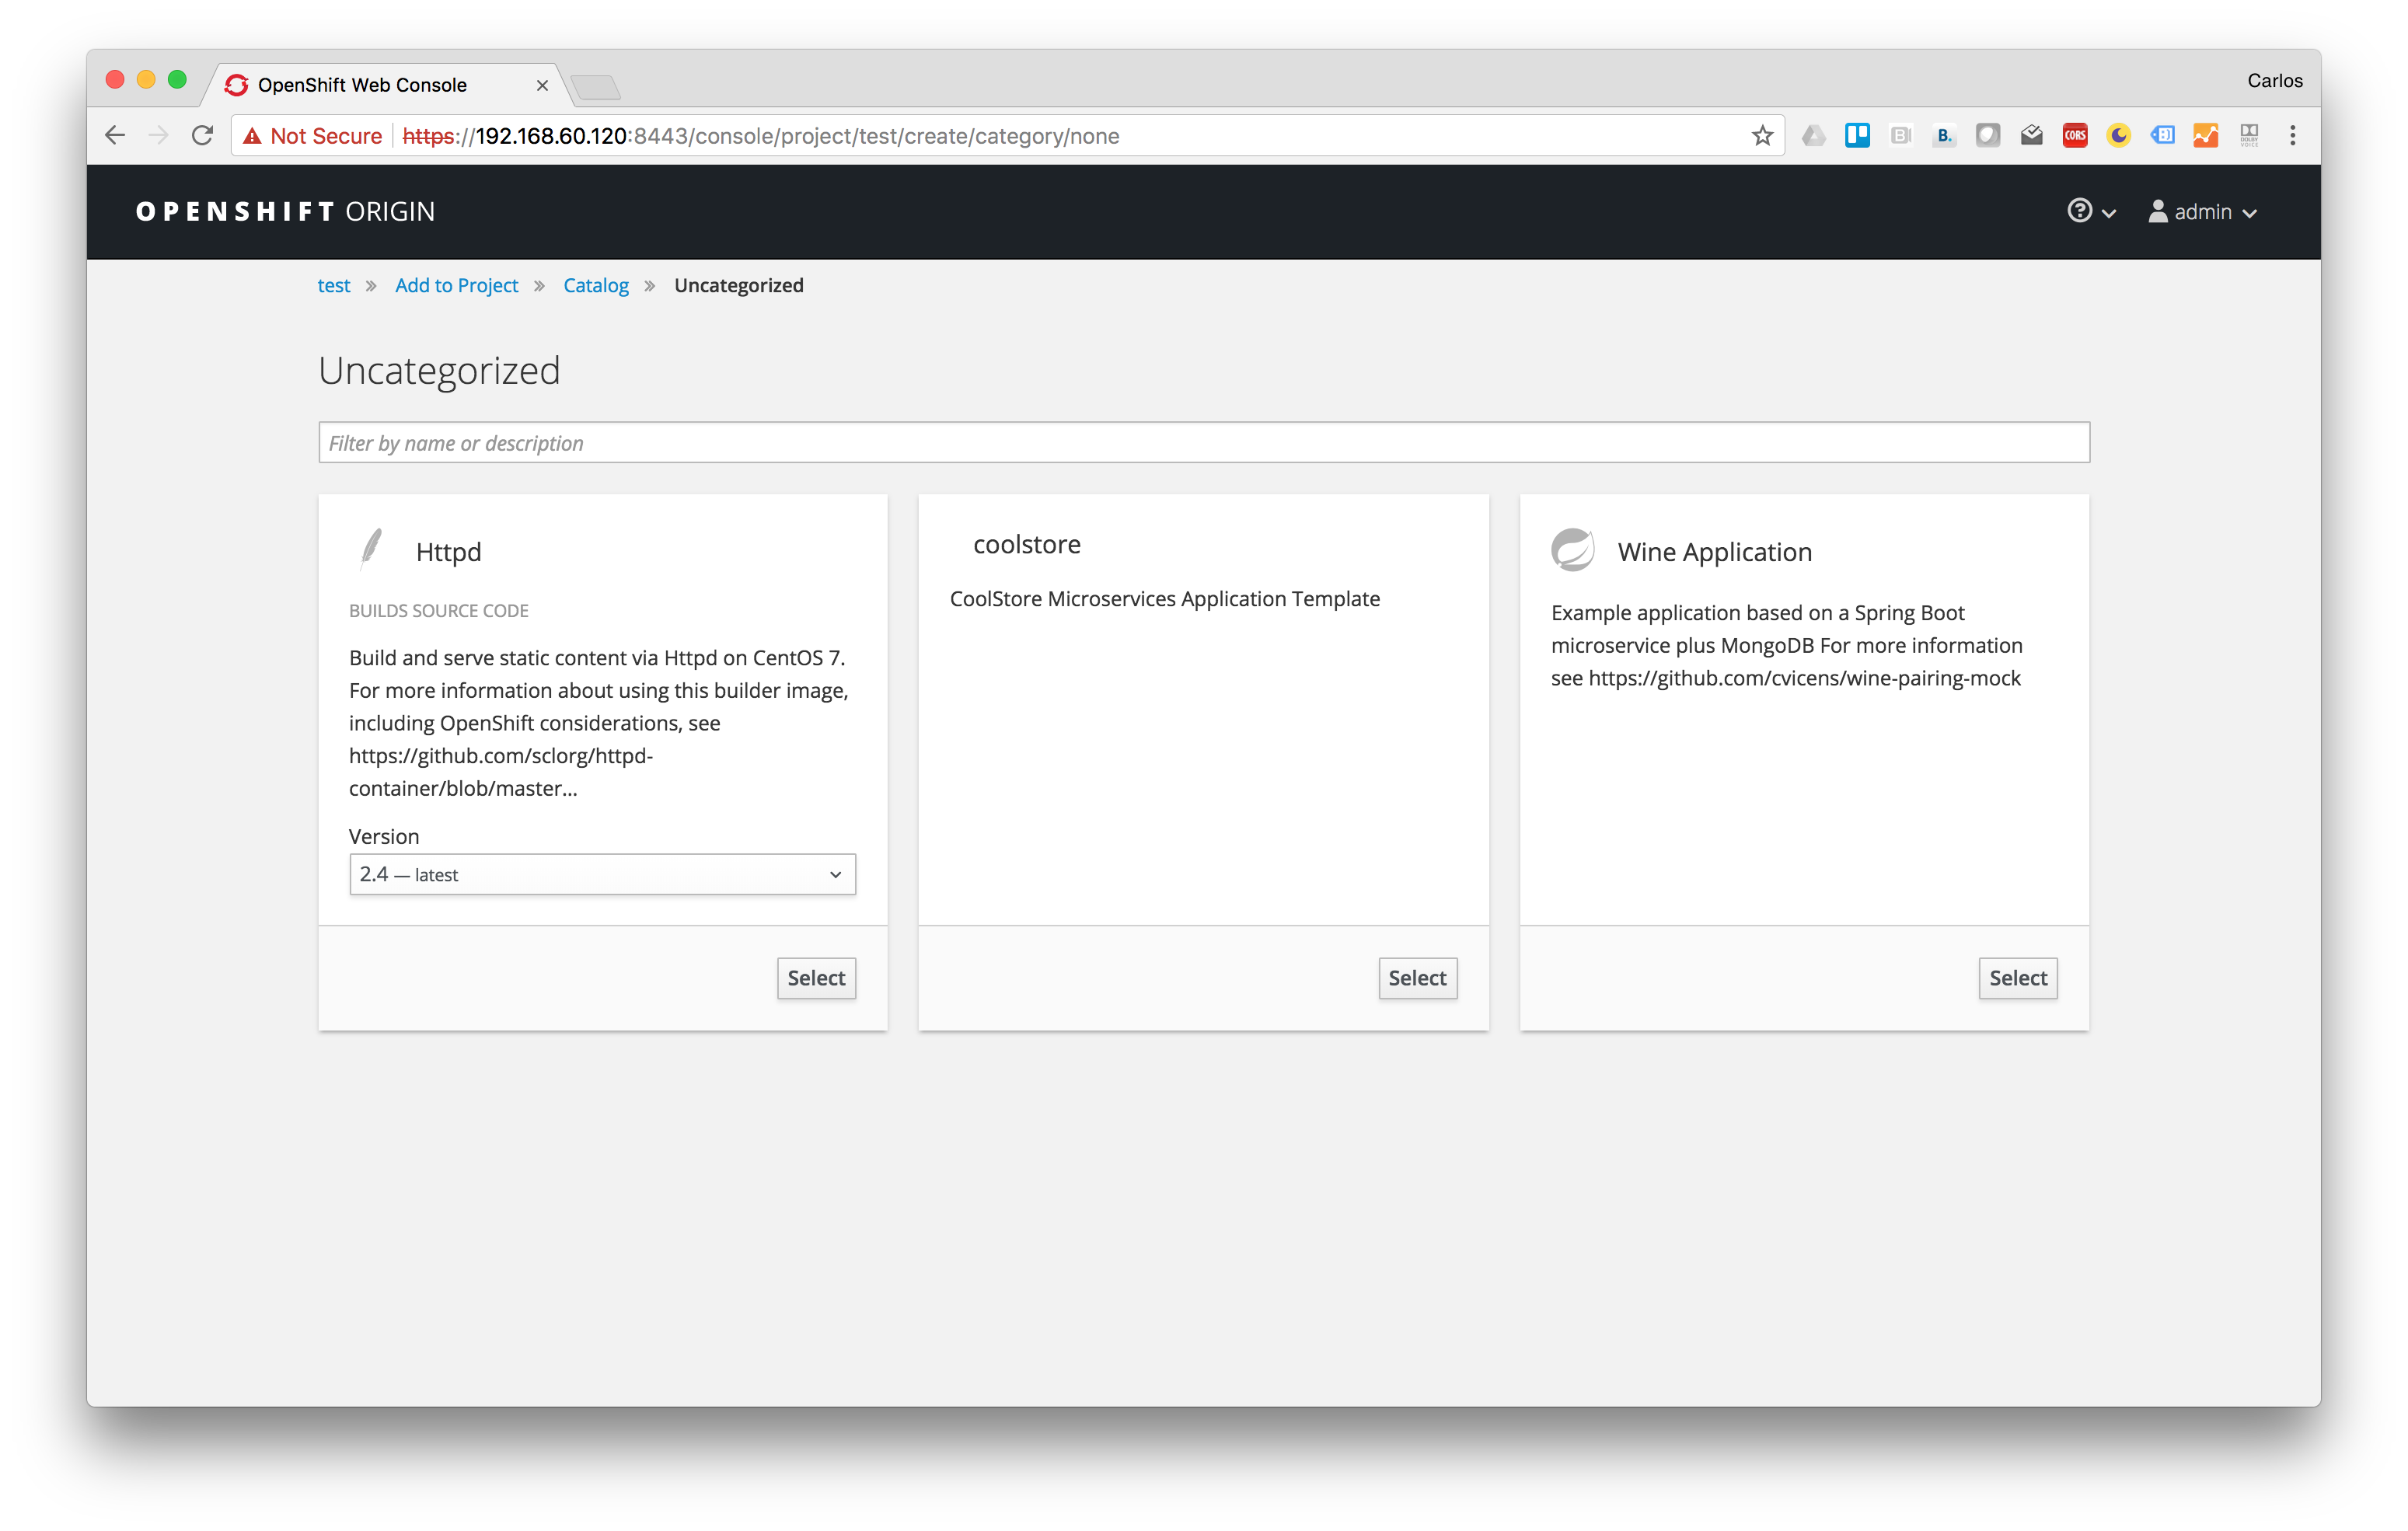 OpenShift Web Console
Carlos
Not Secure https://192.168.60.120:8443/console/project/test/create/category/none
B.
CORS
DOLBY
VOICE
OPENSHIFT ORIGIN
admin
test » Add to Project » Catalog » Uncategorized
Uncategorized
Filter by name or description
Httpd
BUILDS SOURCE CODE
Build and serve static content via Httpd on CentOS 7.
For more information about using this builder image,
including OpenShift considerations, see
https://github.com/sclorg/httpd-
container/blob/master...
Version
2.4 — latest
Select
coolstore
CoolStore Microservices Application Template
Select
Wine Application
Example application based on a Spring Boot
microservice plus MongoDB For more information
see https://github.com/cvicens/wine-pairing-mock
Select